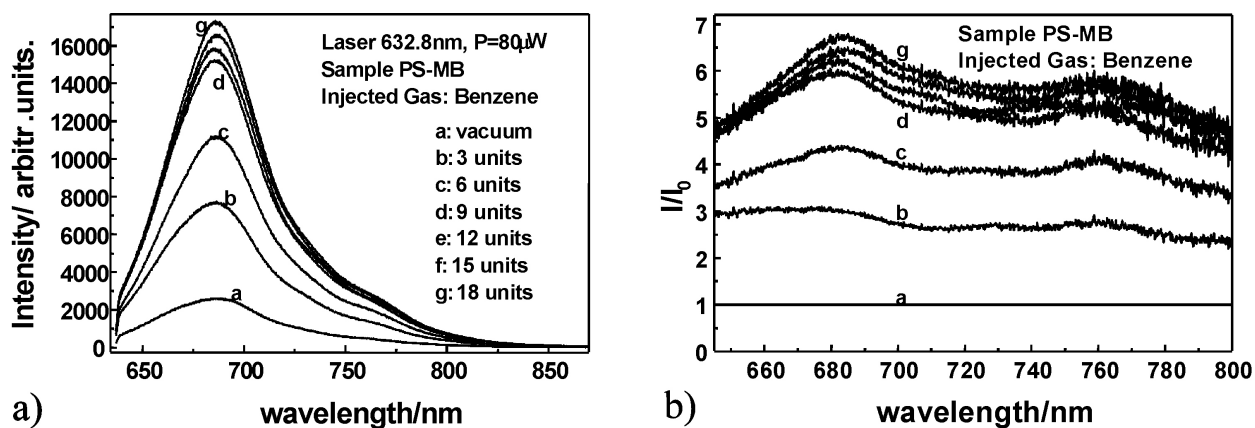 Intensity/ arbitr .units.
16000
14000
12000
10000
8000
6000
4000
2000
0
g
d
c
b
a
Laser 632.8nm, P=80µW
Sample PS-MB
Injected Gas: Benzene
a: vacuum
b: 3 units
c: 6 units
d: 9 units
e: 12 units
f: 15 units
g: 18 units
650 700 750 800 850
wavelength/nm
a)
I/I0
7
6
5
4
3
2
1
0
g
d
c
b
a
Sample PS-MB
Injected Gas: Benzene
660 680 700 720 740 760 780 800
wavelength/nm
b)